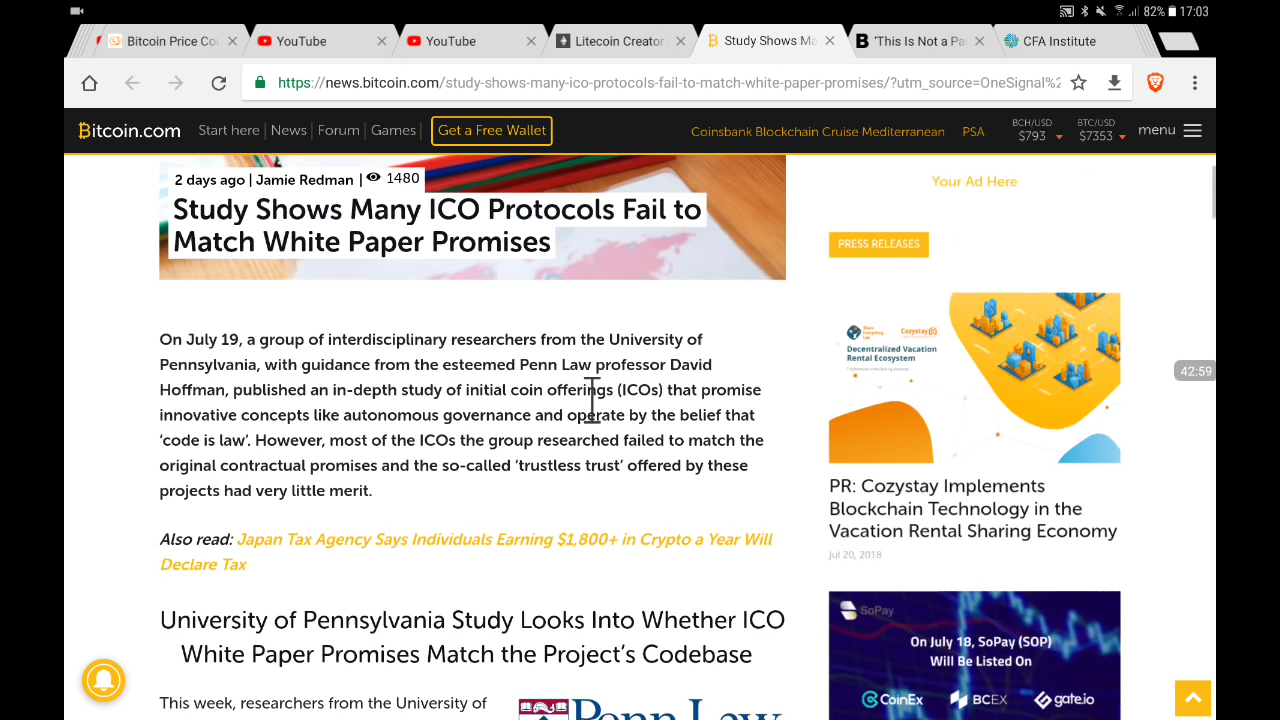 82% 17:03
Bitcoin Price Co
YouTube
YouTube
Litecoin Creator
Study Shows Ma
'This Is Not a Pa
CFA Institute
https://news.bitcoin.com/study-shows-many-ico-protocols-fail-to-match-white-paper-promises/?utm_source=OneSignal%2
Bitcoin.com
Start here
News
Forum
Games
Get a Free Wallet
Coinsbank Blockchain Cruise Mediterranean
PSA
BCH/USD
$793
BTC/USD
$7353
menu
2 days ago | Jamie Redman | 1480
Study Shows Many ICO Protocols Fail to
Match White Paper Promises
On July 19, a group of interdisciplinary researchers from the University of
Pennsylvania, with guidance from the esteemed Penn Law professor David
Hoffman, published an in-depth study of initial coin offerings (ICOs) that promise
innovative concepts like autonomous governance and operate by the belief that
'code is law'. However, most of the ICOs the group researched failed to match the
original contractual promises and the so-called 'trustless trust' offered by these
projects had very little merit.
Also read: Japan Tax Agency Says Individuals Earning $1,800+ in Crypto a Year Will
Declare Tax
University of Pennsylvania Study Looks Into Whether ICO
White Paper Promises Match the Project's Codebase
This week, researchers from the University of
Penn Law
Your Ad Here
PRESS RELEASES
Cozystay
Decentralized Vacation
Rental Ecosystem
PR: Cozystay Implements
Blockchain Technology in the
Vacation Rental Sharing Economy
Jul 20, 2018
SoPay
On July 18, SoPay (SOP)
Will Be Listed On
CoinEx
BCEX
gate.io
42:59